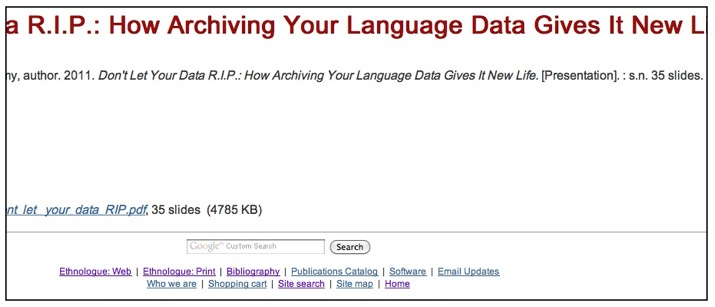 a R.I.P.: How Archiving Your Language Data Gives It New L
ny, author. 2011. Don't Let Your Data R.I.P.: How Archiving Your Language Data Gives It New Life. [Presentation]. : s.n. 35 slides.
nt_let_your_data_RIP.pdf, 35 slides (4785 KB)
Google™ Custom Search Search
Ethnologue: Web | Ethnologue: Print | Bibliography | Publications Catalog | Software | Email Updates
Who we are | Shopping cart | Site search | Site map | Home